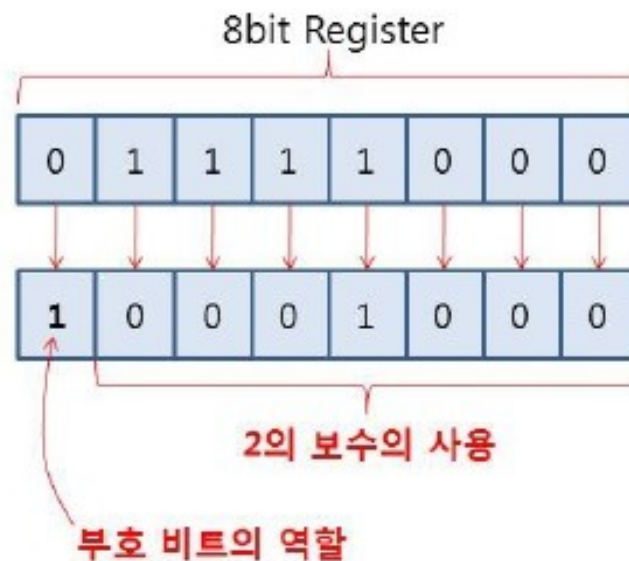 8bit Register
0 1 1 1 1 0 0 0
1 0 0 0 1 0 0 0
2의 보수의 사용
부호 비트의 역할